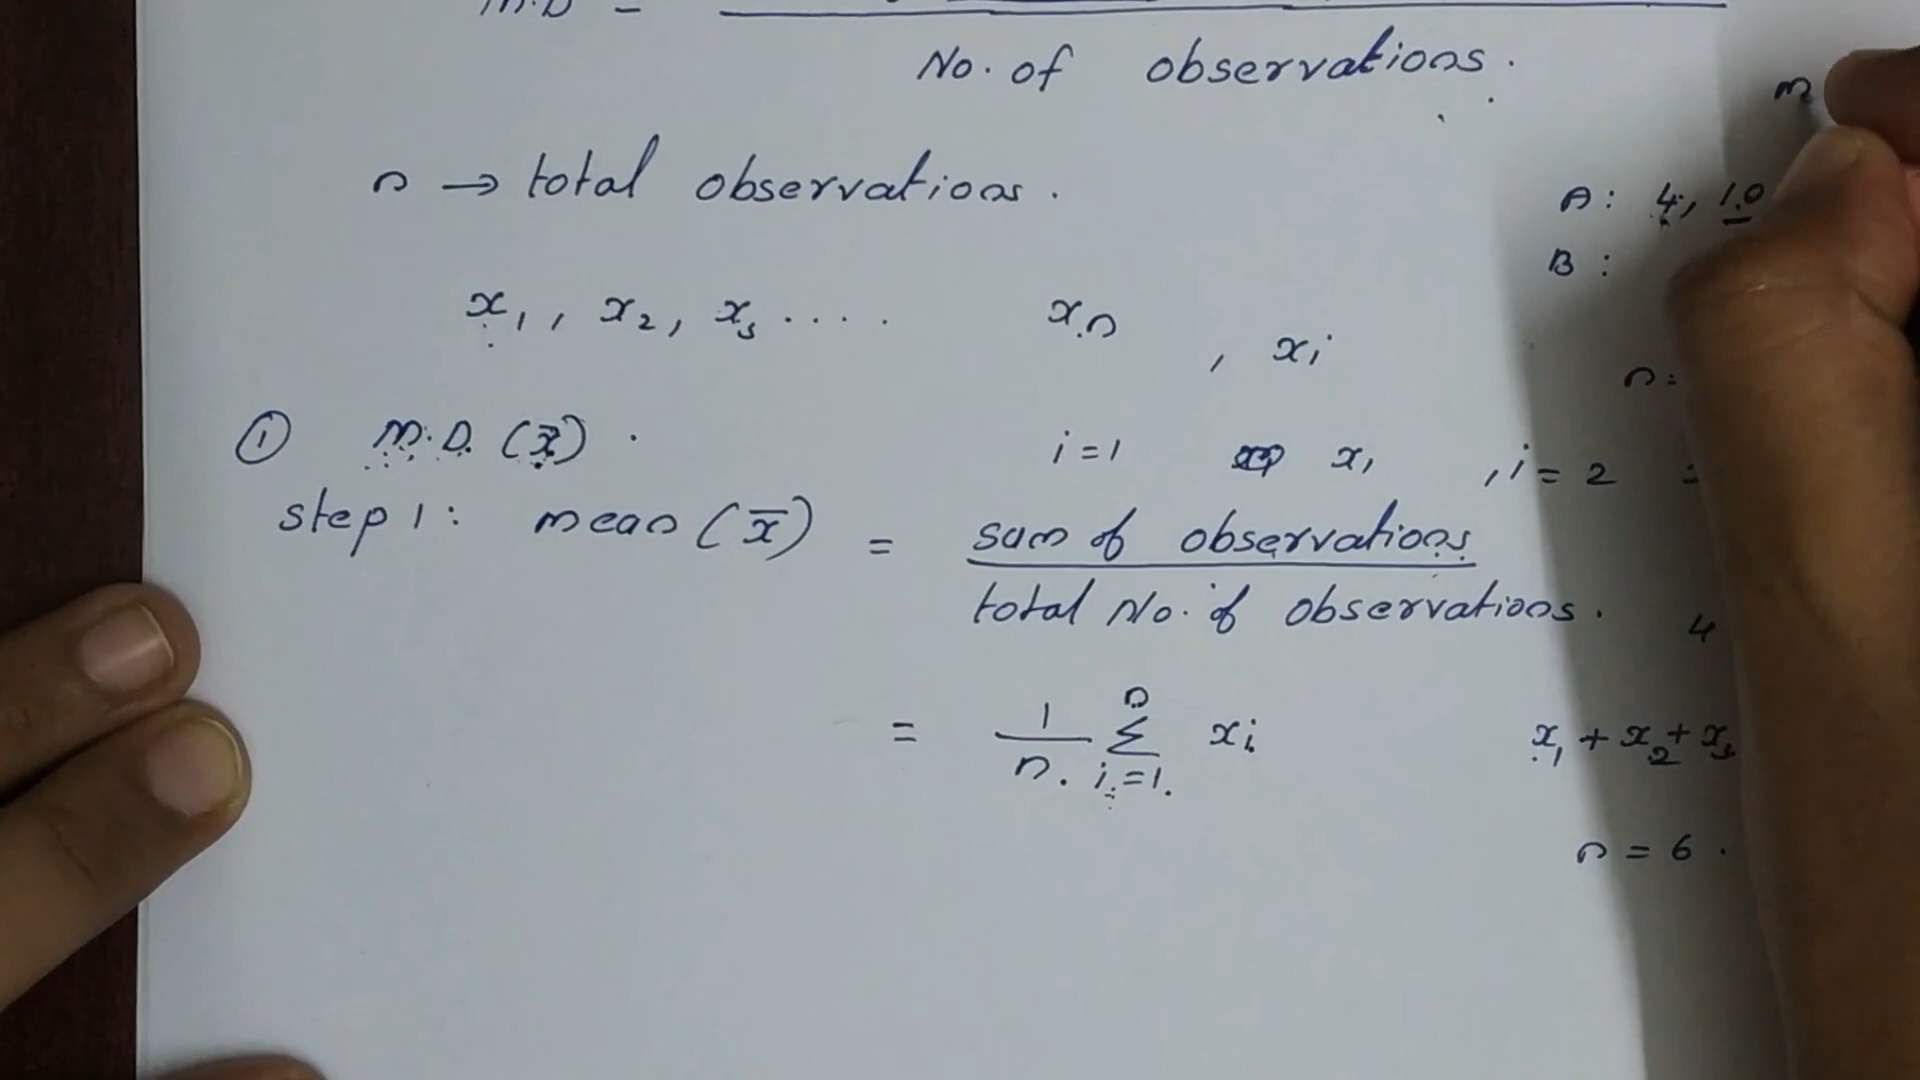 M.D =
No. of observations.
n → total observations.
m
A: 4, 10
B:
x₁, x₂, x₃ .... xₙ , xᵢ
n =
① M.D. (x̄).
i = 1 x₁ , i = 2
step 1: mean (x̄) = sum of observations
total No. of observations.
4
= 1/n. Σ xᵢ
n
i = 1.
x₁ + x₂ + x₃
n = 6.